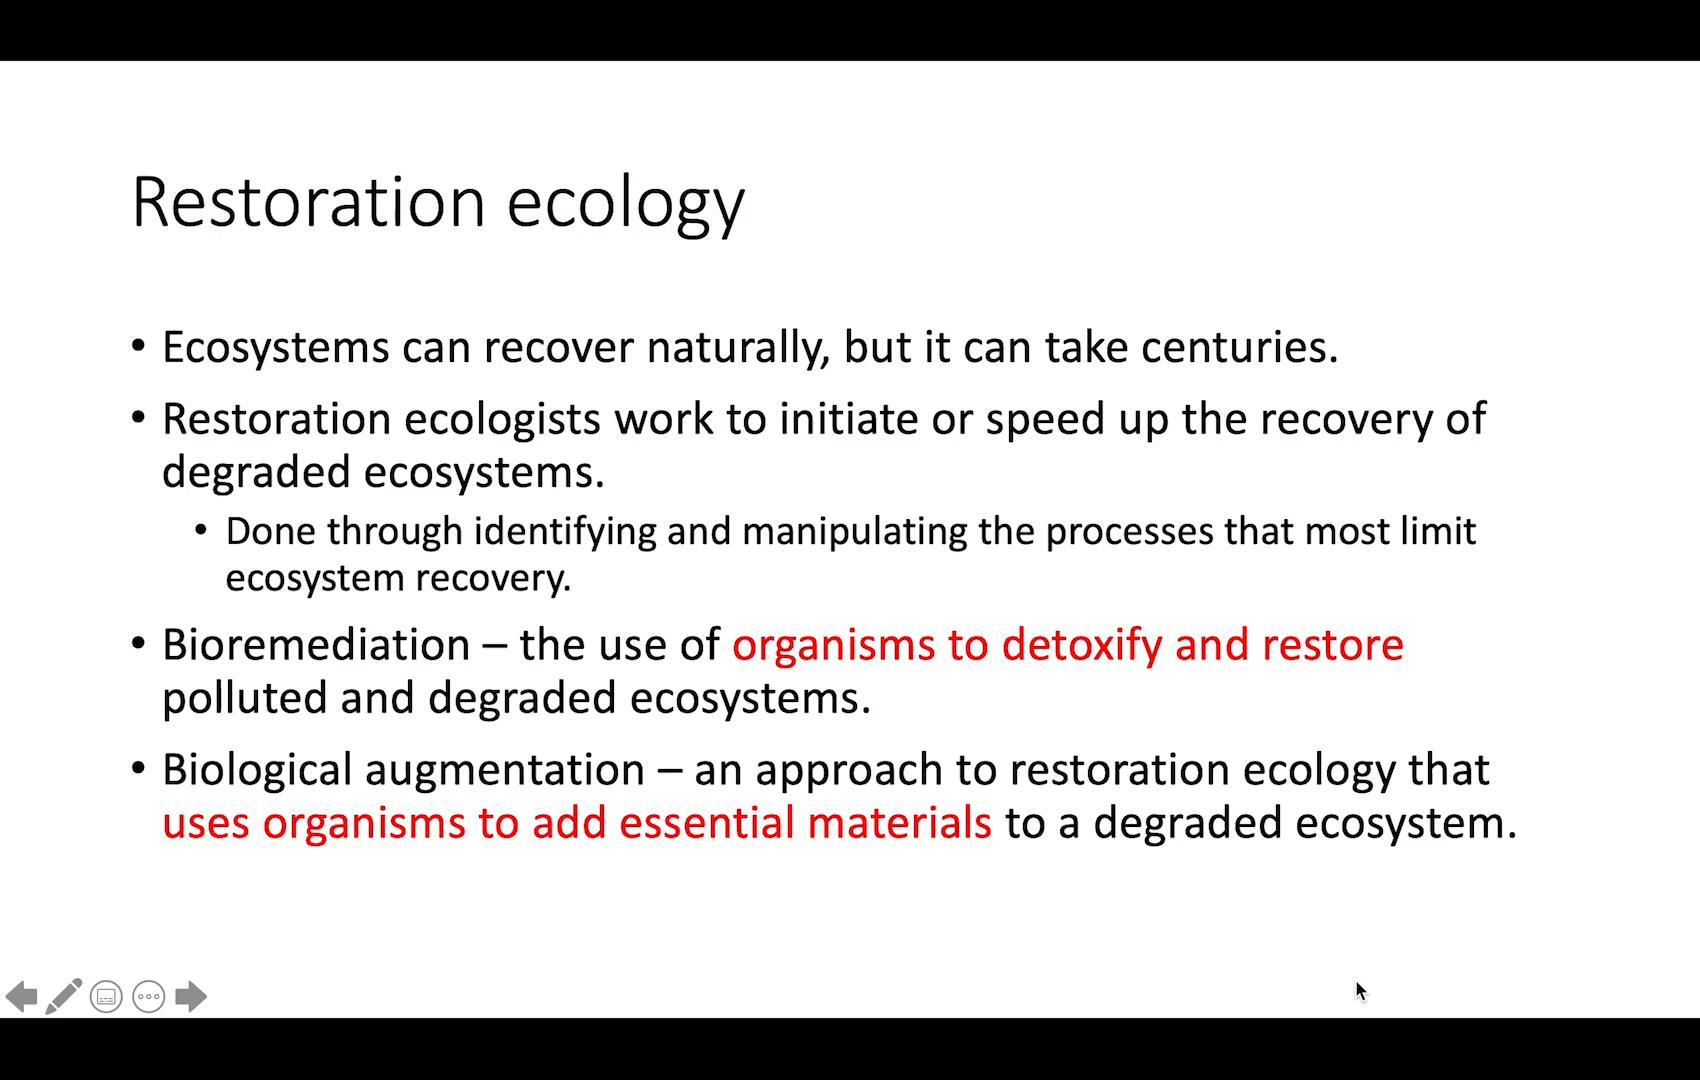 Restoration ecology
• Ecosystems can recover naturally, but it can take centuries.
• Restoration ecologists work to initiate or speed up the recovery of
degraded ecosystems.
• Done through identifying and manipulating the processes that most limit
ecosystem recovery.
• Bioremediation – the use of organisms to detoxify and restore
polluted and degraded ecosystems.
• Biological augmentation – an approach to restoration ecology that
uses organisms to add essential materials to a degraded ecosystem.